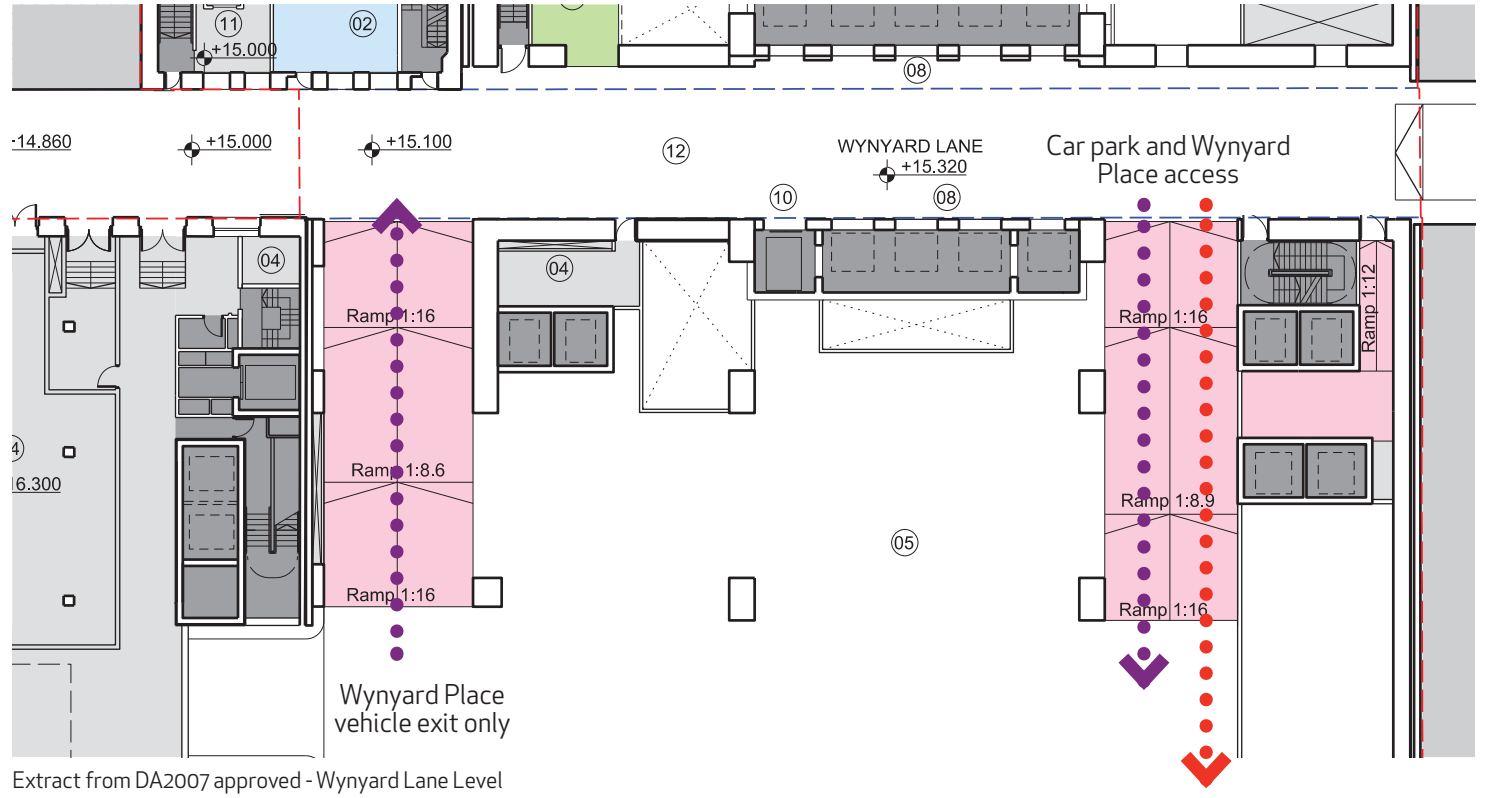 11
02
+15.000
08
-14.860
+15.000
+15.100
12
WYNYARD LANE
+15.320
Car park and Wynyard
Place access
10
08
04
04
Ramp 1:16
Ramp 1:16
Ramp 1:12
4
16.300
Ramp 1:8.6
Ramp 1:8.9
05
Ramp 1:16
Ramp 1:16
Wynyard Place
vehicle exit only
Extract from DA2007 approved - Wynyard Lane Level